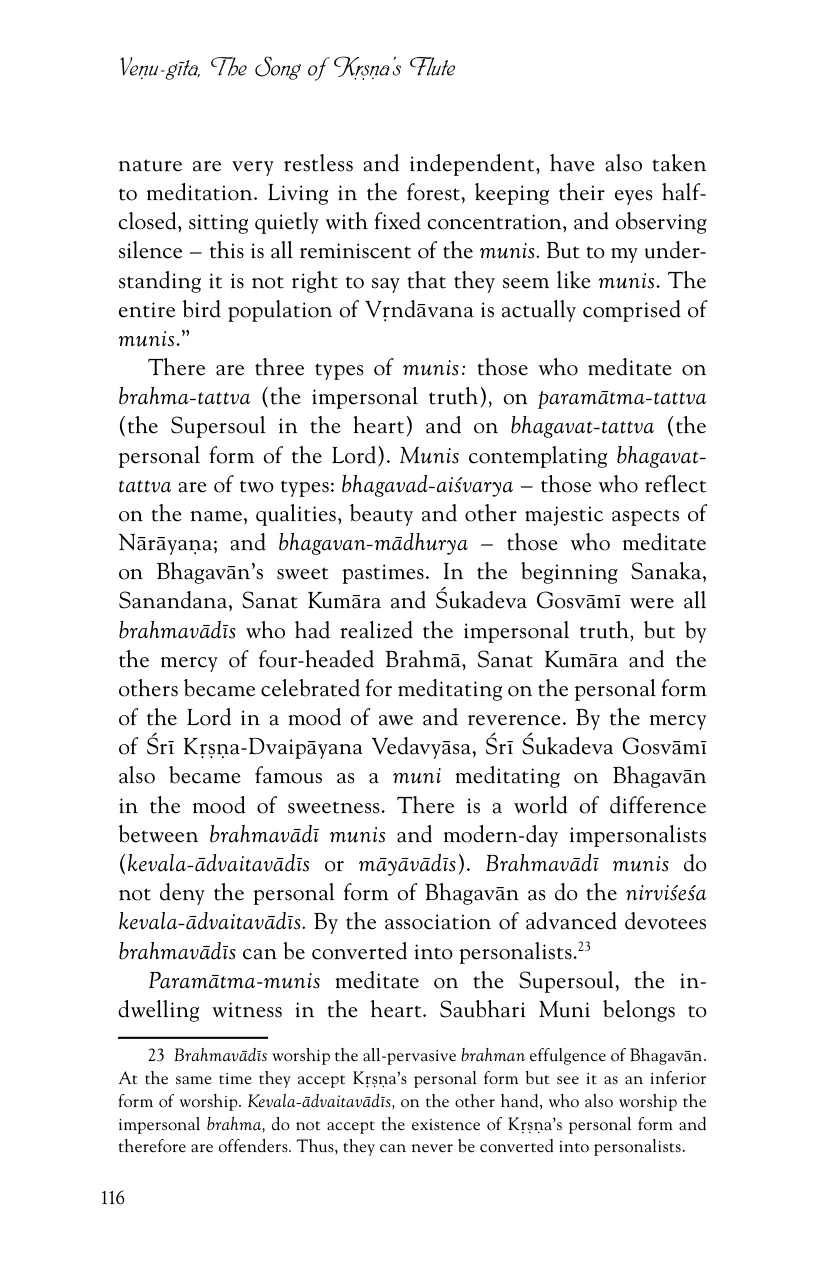 Veṇu-gīta, The Song of Kṛṣṇa's Flute
nature are very restless and independent, have also taken
to meditation. Living in the forest, keeping their eyes half-
closed, sitting quietly with fixed concentration, and observing
silence – this is all reminiscent of the munis. But to my under-
standing it is not right to say that they seem like munis. The
entire bird population of Vṛndāvana is actually comprised of
munis.”
There are three types of munis: those who meditate on
brahma-tattva (the impersonal truth), on paramātma-tattva
(the Supersoul in the heart) and on bhagavat-tattva (the
personal form of the Lord). Munis contemplating bhagavat-
tattva are of two types: bhagavad-aiśvarya – those who reflect
on the name, qualities, beauty and other majestic aspects of
Nārāyaṇa; and bhagavan-mādhurya – those who meditate
on Bhagavān’s sweet pastimes. In the beginning Sanaka,
Sanandana, Sanat Kumāra and Śukadeva Gosvāmī were all
brahmavādīs who had realized the impersonal truth, but by
the mercy of four-headed Brahmā, Sanat Kumāra and the
others became celebrated for meditating on the personal form
of the Lord in a mood of awe and reverence. By the mercy
of Śrī Kṛṣṇa-Dvaipāyana Vedavyāsa, Śrī Śukadeva Gosvāmī
also became famous as a muni meditating on Bhagavān
in the mood of sweetness. There is a world of difference
between brahmavādī munis and modern-day impersonalists
(kevala-ādvaitavādīs or māyāvādīs). Brahmavādī munis do
not deny the personal form of Bhagavān as do the nirviśeśa
kevala-ādvaitavādīs. By the association of advanced devotees
brahmavādīs can be converted into personalists.23
Paramātma-munis meditate on the Supersoul, the in-
dwelling witness in the heart. Saubhari Muni belongs to
23 Brahmavādīs worship the all-pervasive brahman effulgence of Bhagavān.
At the same time they accept Kṛṣṇa’s personal form but see it as an inferior
form of worship. Kevala-ādvaitavādīs, on the other hand, who also worship the
impersonal brahma, do not accept the existence of Kṛṣṇa’s personal form and
therefore are offenders. Thus, they can never be converted into personalists.
116